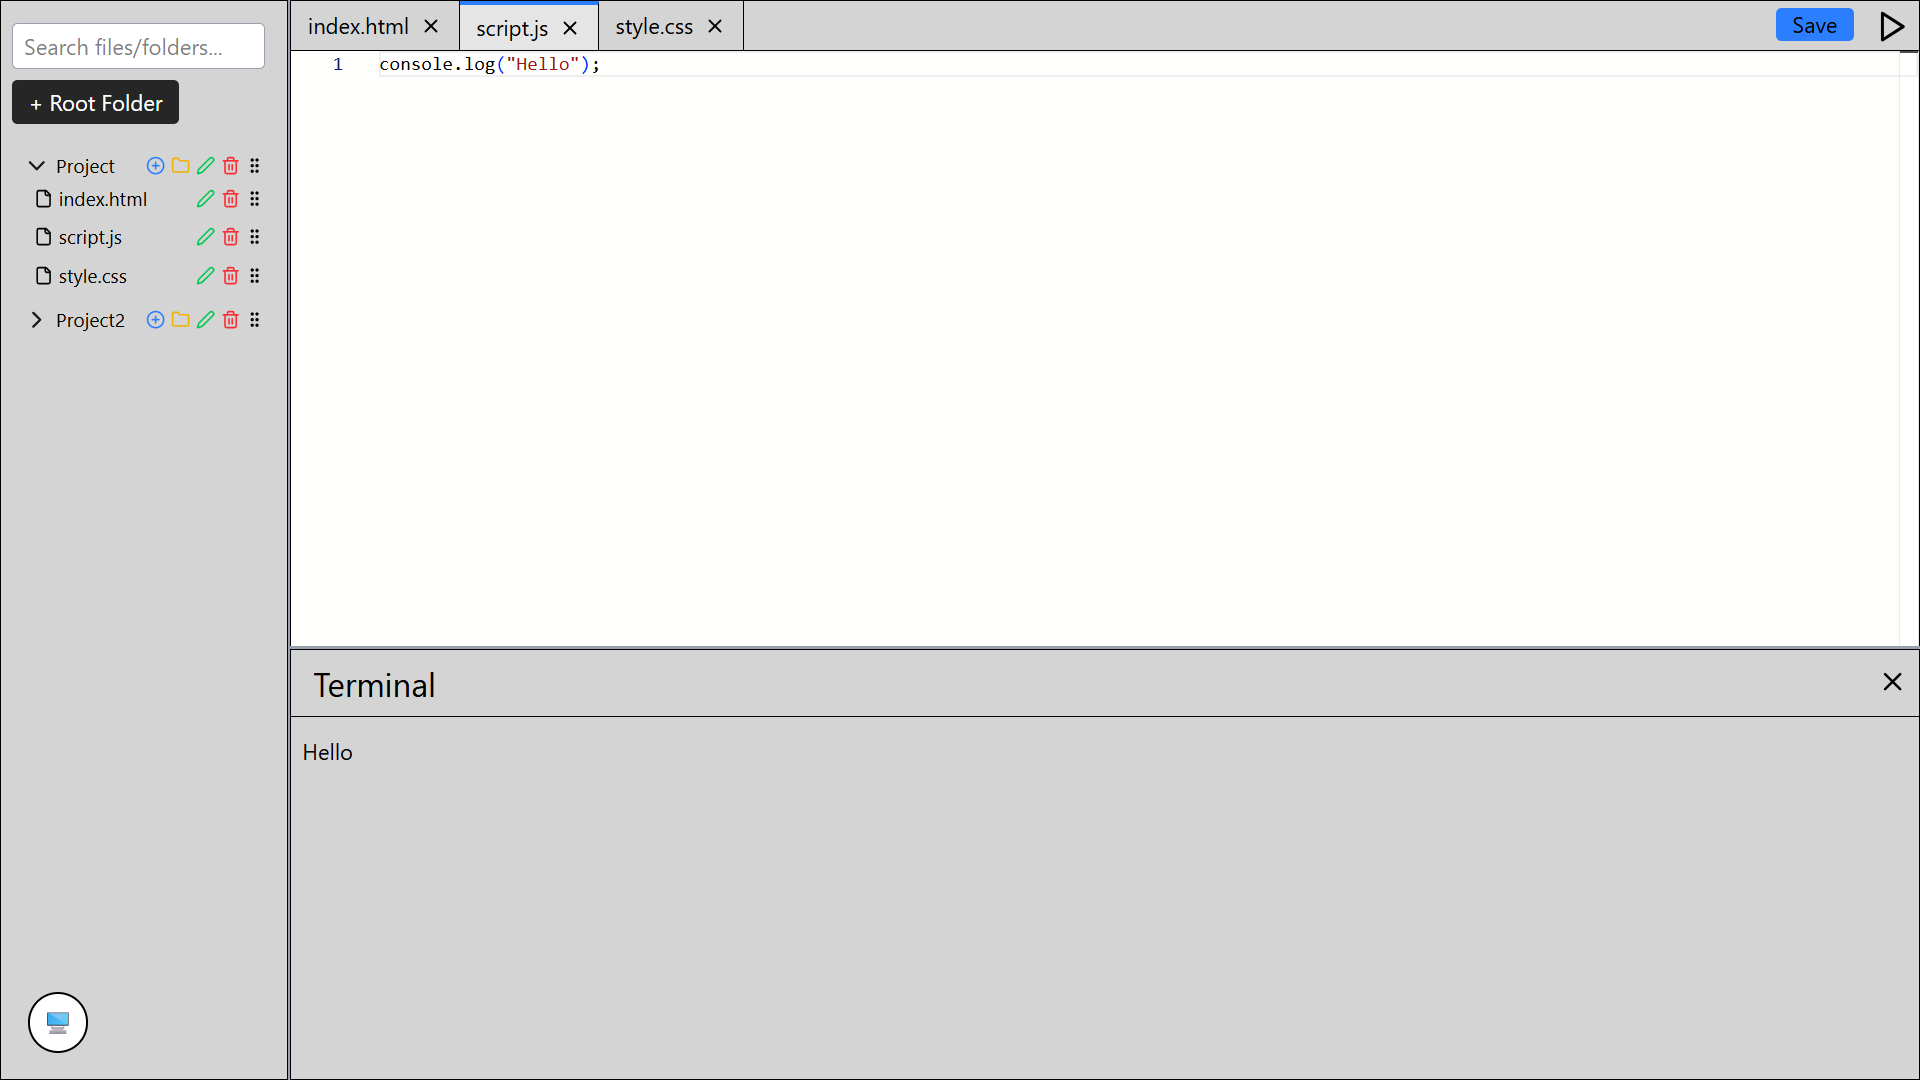 Search files/folders...
+ Root Folder
Project
index.html
script.js
style.css
Project2
index.html
script.js
style.css
Save
1 console.log("Hello");
Terminal
Hello